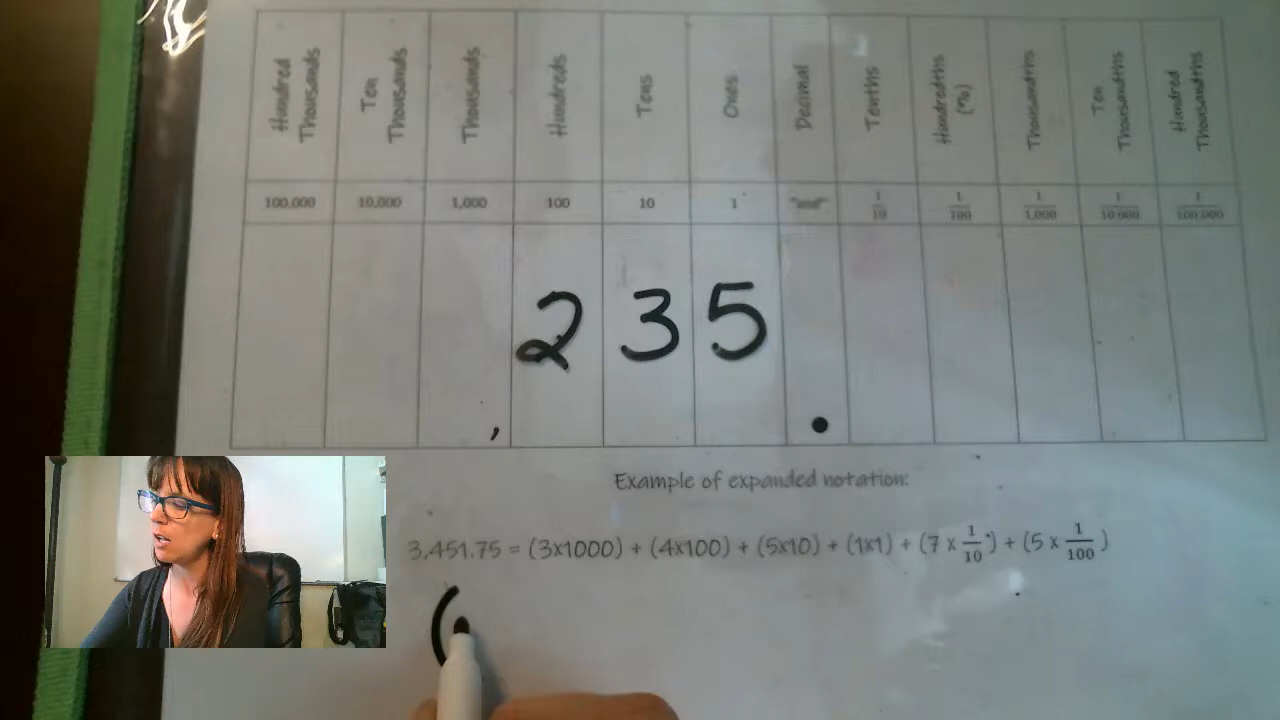 Hundred Thousands Ten Thousands Thousands Hundreds Tens Ones Decimal Tenths Hundredths (%) Thousandths Ten Thousandths Hundred Thousandths
100,000 10,000 1,000 100 10 1 "and" 1/10 1/100 1/1,000 1/10,000 1/100,000
, 2 3 5 .
Example of expanded notation:
3,451.75 = (3x1000) + (4x100) + (5x10) + (1x1) + (7 x 1/10) + (5 x 1/100)
(